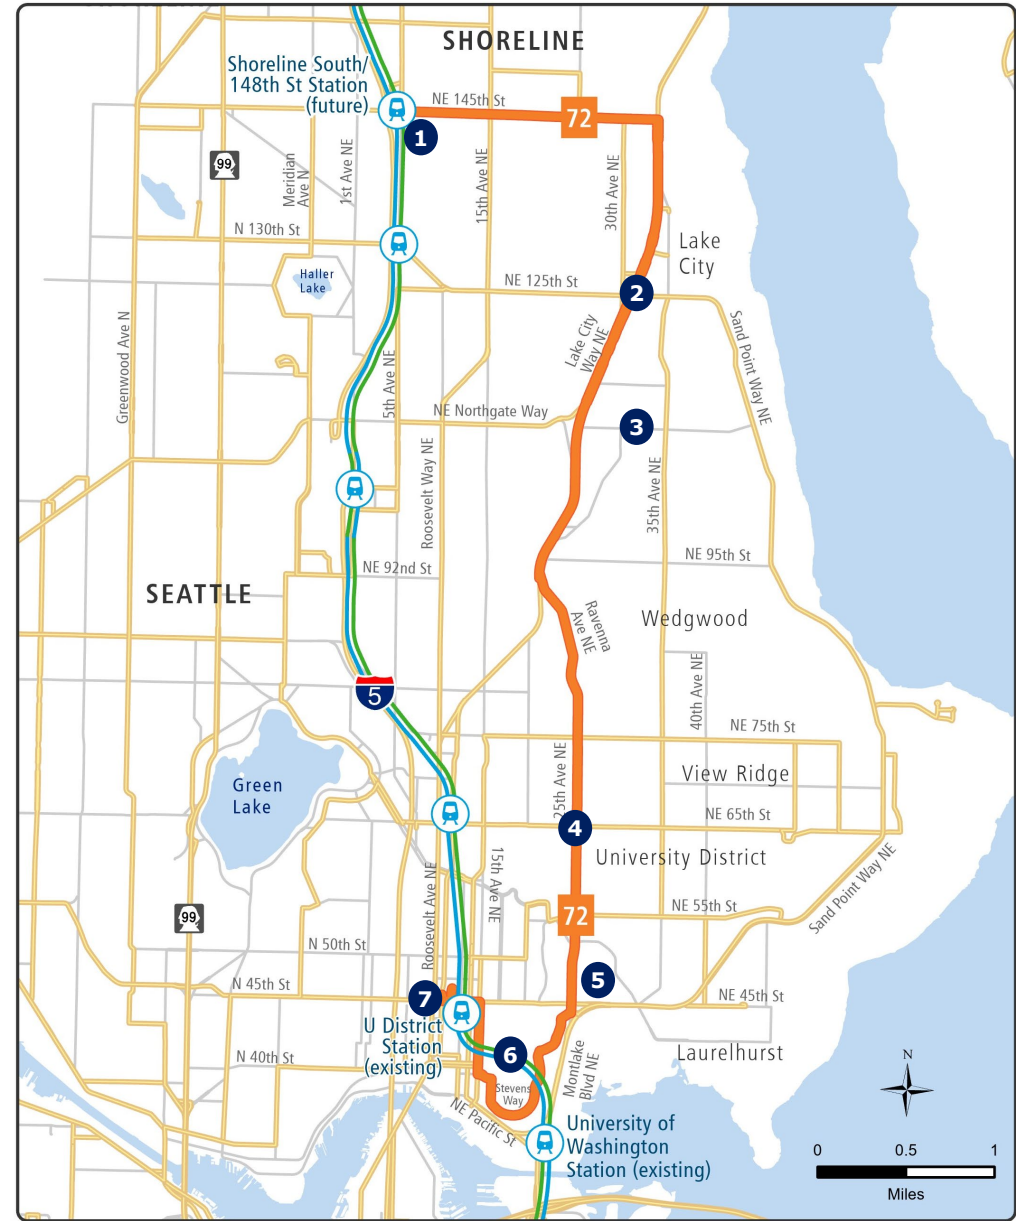 SHORELINE
Shoreline South/
148th St Station
(future)
NE 145th St
72
1
99
Meridian
Ave N
1st Ave NE
15th Ave NE
30th Ave NE
N 130th St
Lake
City
Haller
Lake
NE 125th St
2
Greenwood Ave N
Lake City
Way NE
Sand Point Way NE
5th Ave NE
NE Northgate Way
3
Roosevelt Way NE
35th Ave NE
NE 95th St
NE 92nd St
SEATTLE
Ravenna
Ave NE
Wedgwood
40th Ave NE
5
NE 75th St
25th Ave NE
View Ridge
Green
Lake
NE 65th St
4
University District
15th Ave NE
Roosevelt Ave NE
Sand Point Way NE
99
72
NE 55th St
N 50th St
5
N 45th St
7
NE 45th St
U District
Station
(existing)
6
N 40th St
Laurelhurst
Montlake
Blvd NE
Stevens
Way
NE Pacific St
University of
Washington
Station (existing)
N
0 0.5 1
Miles